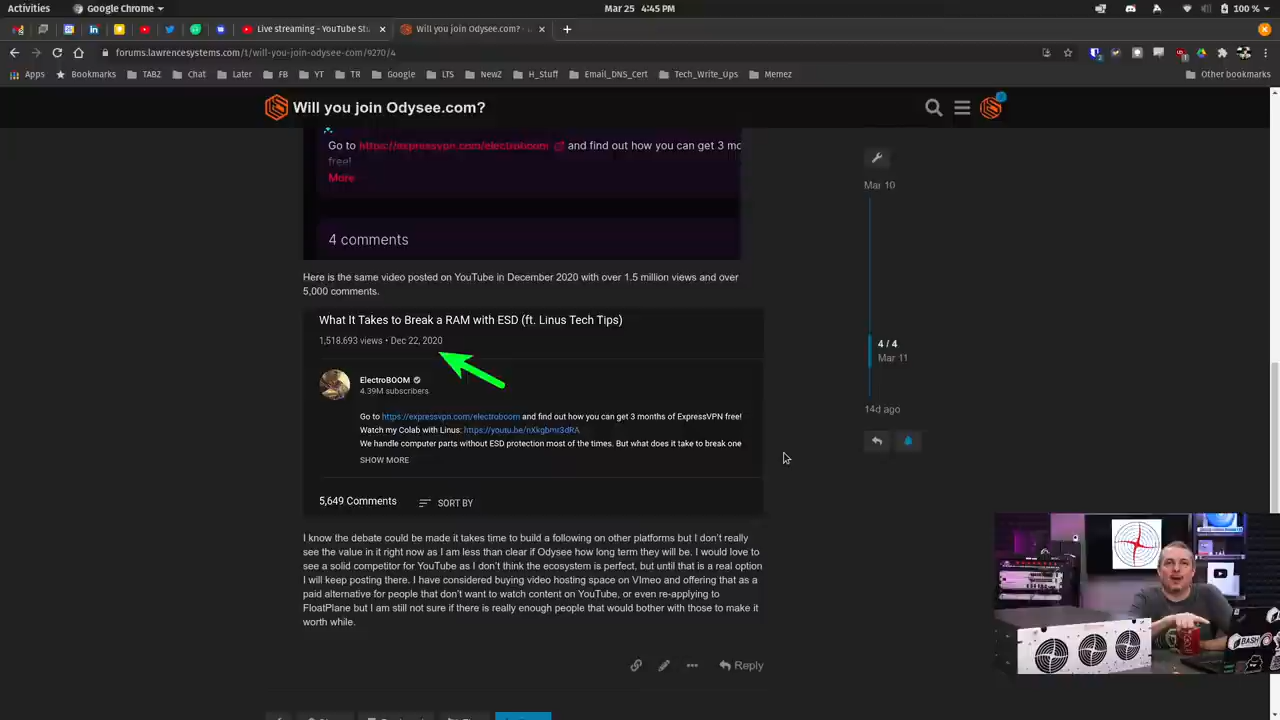 Activities
Google Chrome
Mar 25 4:45 PM
100 %
Live streaming - YouTube St
Will you join Odysee.com? -
forums.lawrencesystems.com/t/will-you-join-odysee-com/9270/4
Apps
Bookmarks
TABZ
Chat
Later
FB
YT
TR
Google
LTS
NewZ
H_Stuff
Email_DNS_Cert
Tech_Write_Ups
Memez
Other bookmarks
Will you join Odysee.com?
Go to https://expressvpn.com/electroboom and find out how you can get 3 mo
free!
More
4 comments
Mar 10
4 / 4
Mar 11
14d ago
Here is the same video posted on YouTube in December 2020 with over 1.5 million views and over
5,000 comments.
What It Takes to Break a RAM with ESD (ft. Linus Tech Tips)
1,518,693 views • Dec 22, 2020
ElectroBOOM
4.39M subscribers
Go to https://expressvpn.com/electroboom and find out how you can get 3 months of ExpressVPN free!
Watch my Colab with Linus: https://youtu.be/nXkgbmr3dRA
We handle computer parts without ESD protection most of the times. But what does it take to break one
SHOW MORE
5,649 Comments
SORT BY
I know the debate could be made it takes time to build a following on other platforms but I don't really
see the value in it right now as I am less than clear if Odysee how long term they will be. I would love to
see a solid competitor for YouTube as I don't think the ecosystem is perfect, but until that is a real option
I will keep posting there. I have considered buying video hosting space on VImeo and offering that as a
paid alternative for people that don't want to watch content on YouTube, or even re-applying to
FloatPlane but I am still not sure if there is really enough people that would bother with those to make it
worth while.
Reply
BASH